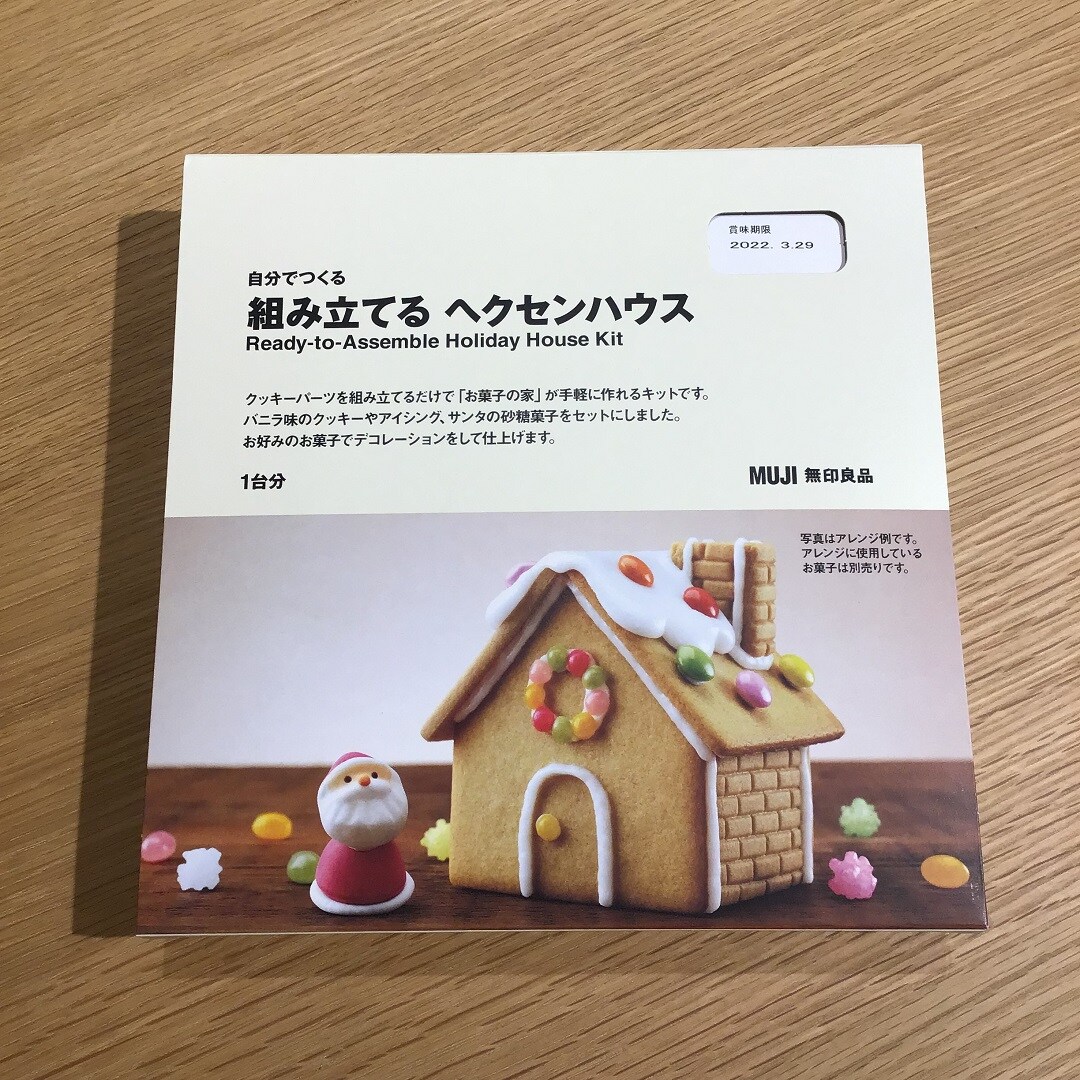 賞味期限
2022. 3.29
自分でつくる
組み立てる ヘクセンハウス
Ready-to-Assemble Holiday House Kit
クッキーパーツを組み立てるだけで「お菓子の家」が手軽に作れるキットです。
バニラ味のクッキーやアイシング、サンタの砂糖菓子をセットにしました。
お好みのお菓子でデコレーションをして仕上げます。
1台分
MUJI 無印良品
写真はアレンジ例です。
アレンジに使用している
お菓子は別売りです。